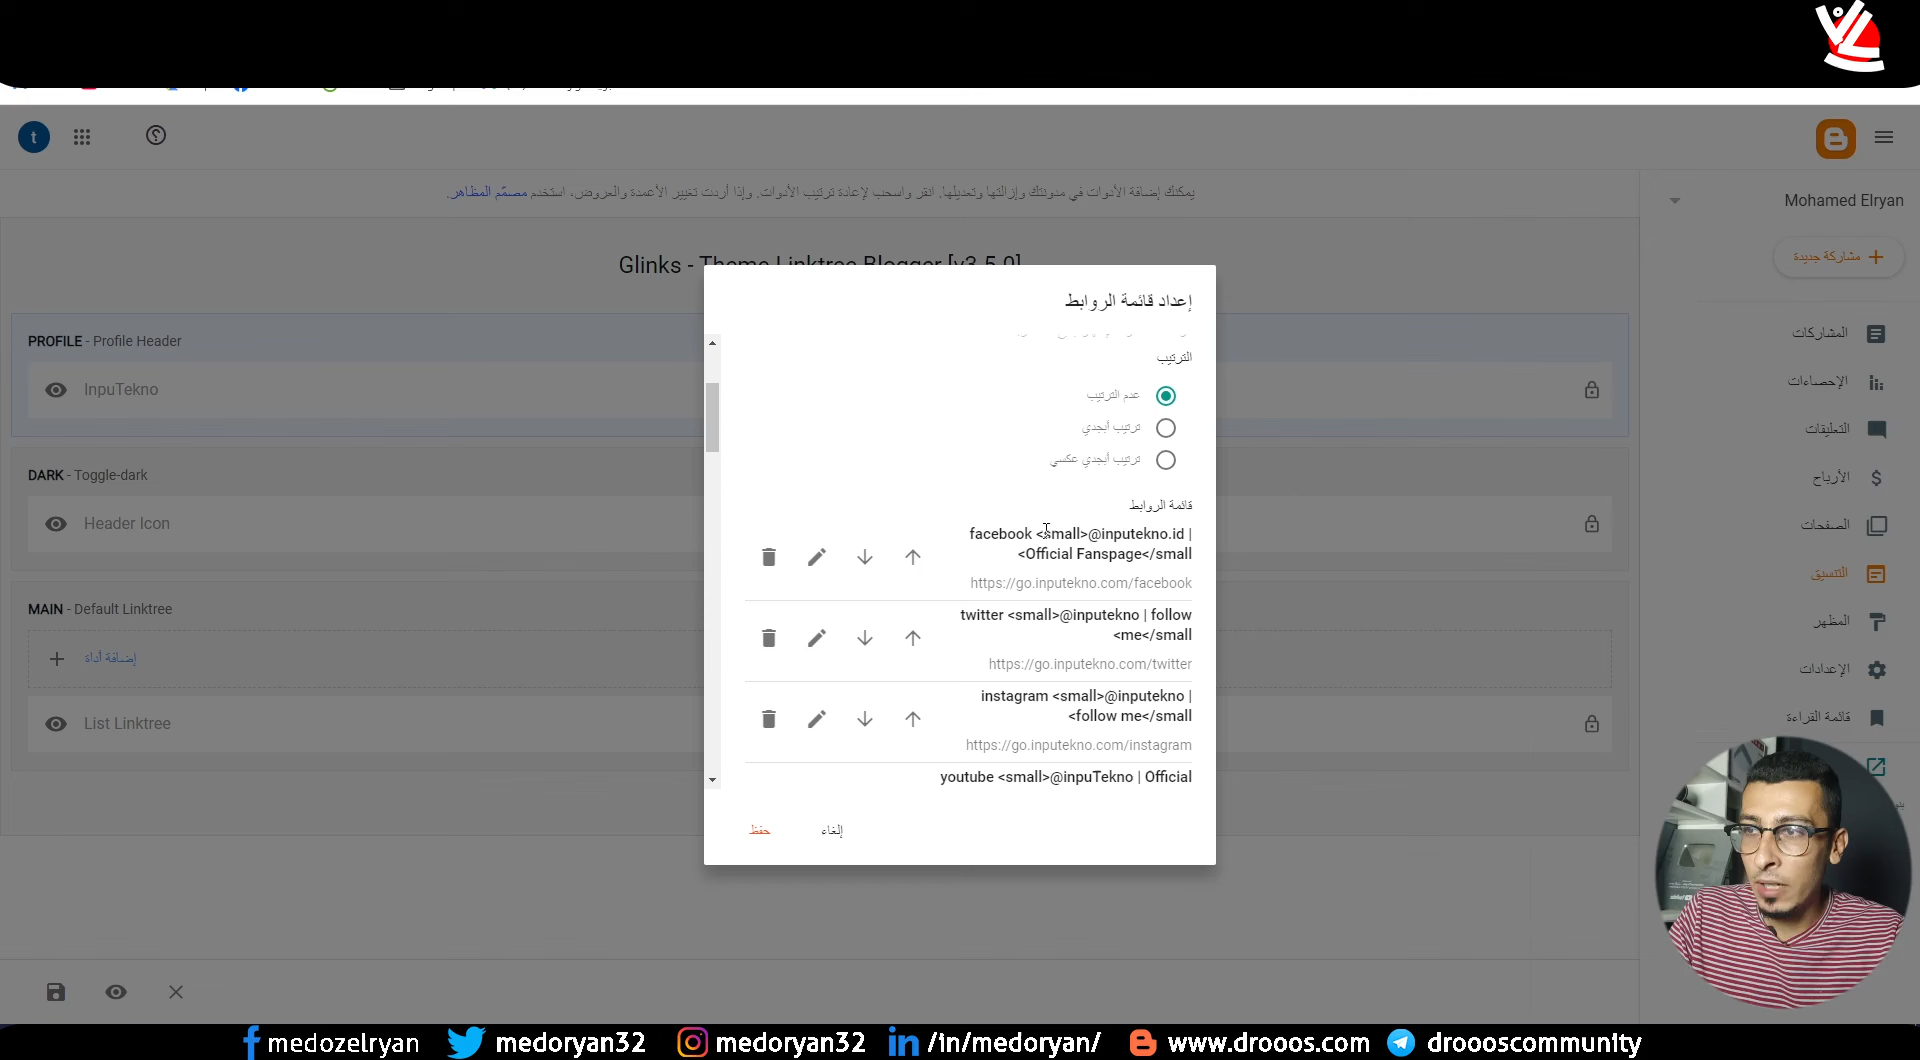 t
يمكنك إضافة الأدوات في مدونتك وإزالتها وتعديلها. انقر واسحب لإعادة ترتيب الأدوات. وإذا أردت تغيير الأعمدة والعروض، استخدم مصمّم المظاهر.
Mohamed Elryan
مشاركة جديدة
المشاركات
الإحصاءات
التعليقات
الأرباح
الصفحات
التنسيق
المظهر
الإعدادات
قائمة القراءة
Glinks - Theme Linktree Blogger [v3.5.0]
PROFILE - Profile Header
InpuTekno
DARK - Toggle-dark
Header Icon
MAIN - Default Linktree
إضافة أداة
List Linktree
إعداد قائمة الروابط
الترتيب
عدم الترتيب
ترتيب أبجدي
ترتيب أبجدي عكسي
قائمة الروابط
facebook <small>@inputekno.id |
<Official Fanspage</small
https://go.inputekno.com/facebook
twitter <small>@inputekno | follow
<me</small
https://go.inputekno.com/twitter
instagram <small>@inputekno |
<follow me</small
https://go.inputekno.com/instagram
youtube <small>@inpuTekno | Official
إلغاء
حفظ
medozelryan
medoryan32
medoryan32
/in/medoryan/
www.drooos.com
droooscommunity